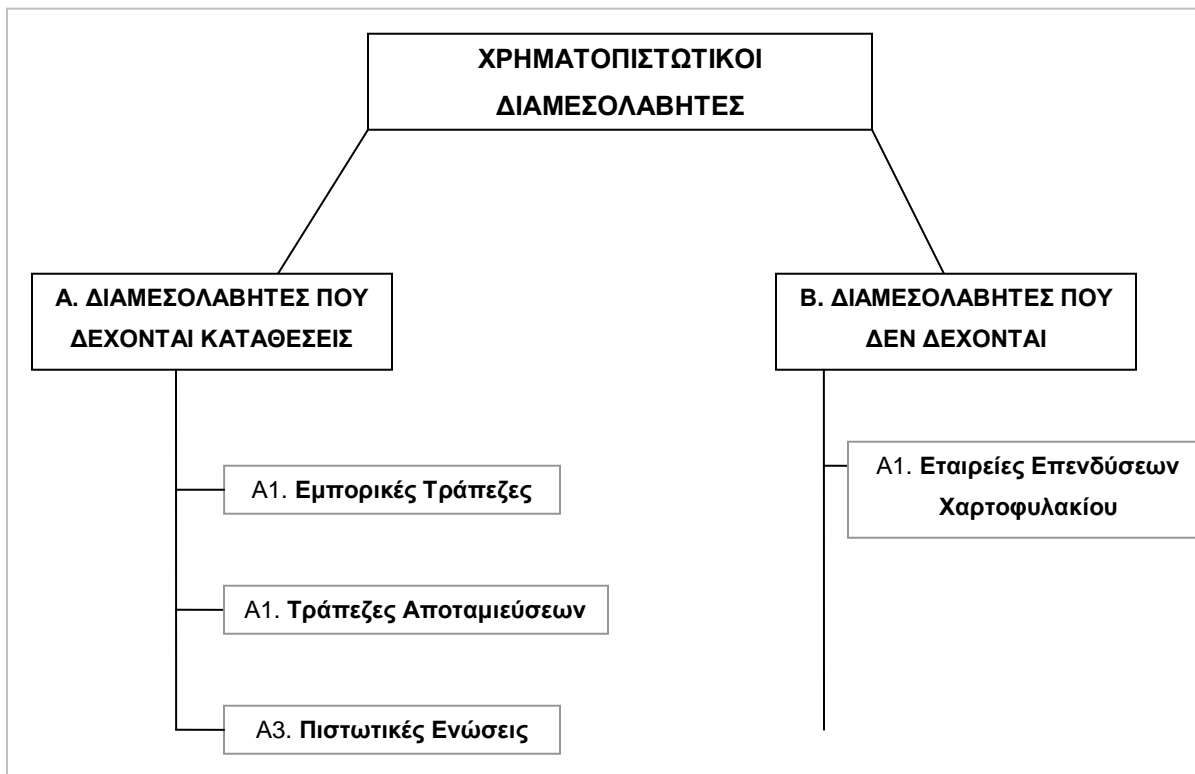 ΧΡΗΜΑΤΟΠΙΣΤΩΤΙΚΟΙ
ΔΙΑΜΕΣΟΛΑΒΗΤΕΣ
Α. ΔΙΑΜΕΣΟΛΑΒΗΤΕΣ ΠΟΥ
ΔΕΧΟΝΤΑΙ ΚΑΤΑΘΕΣΕΙΣ
Α1. Εμπορικές Τράπεζες
Α1. Τράπεζες Αποταμιεύσεων
Α3. Πιστωτικές Ενώσεις
Β. ΔΙΑΜΕΣΟΛΑΒΗΤΕΣ ΠΟΥ
ΔΕΝ ΔΕΧΟΝΤΑΙ
Α1. Εταιρείες Επενδύσεων
Χαρτοφυλακίου